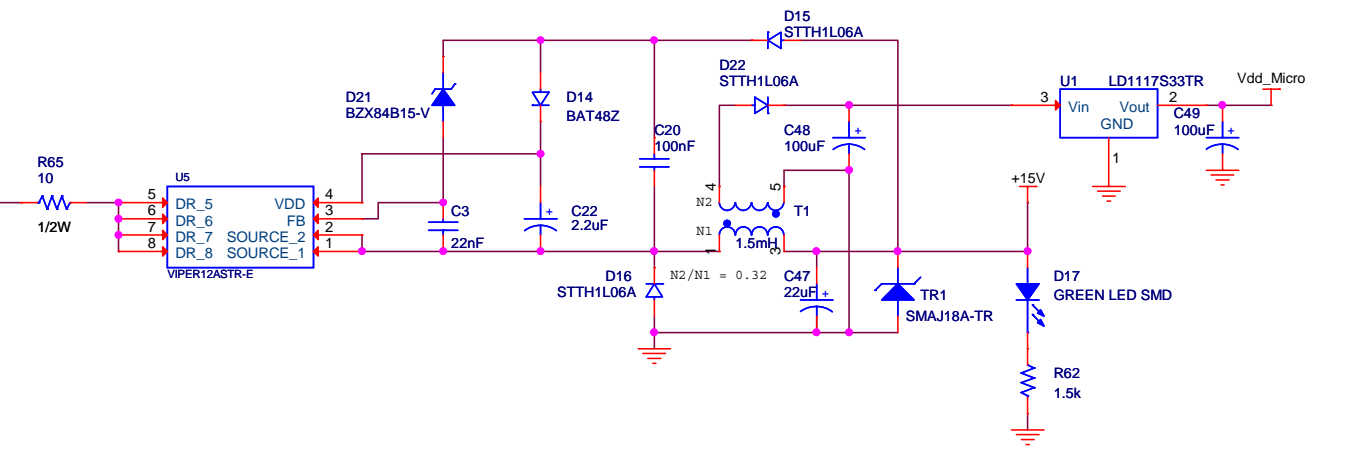 D15
STTH1L06A
D22
STTH1L06A
U1
LD1117S33TR
Vdd_Micro
3
Vin
Vout
2
GND
1
C49
100uF
+
D21
BZX84B15-V
D14
BAT48Z
C20
100nF
C48
100uF
+
R65
10
1/2W
U5
5
DR_5
6
DR_6
7
DR_7
8
DR_8
VDD
4
FB
3
SOURCE_2
2
SOURCE_1
1
VIPER12ASTR-E
C3
22nF
C22
2.2uF
+
4
5
N2
T1
N1
1.5mH
1
3
N2/N1 = 0.32
D16
STTH1L06A
C47
22uF
+
TR1
SMAJ18A-TR
+15V
D17
GREEN LED SMD
R62
1.5k